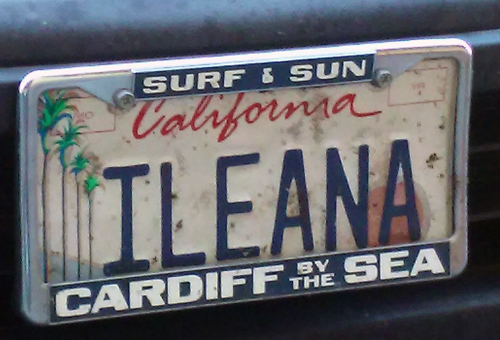 SURF & SUN
California
ILEANA
CARDIFF BY THE SEA